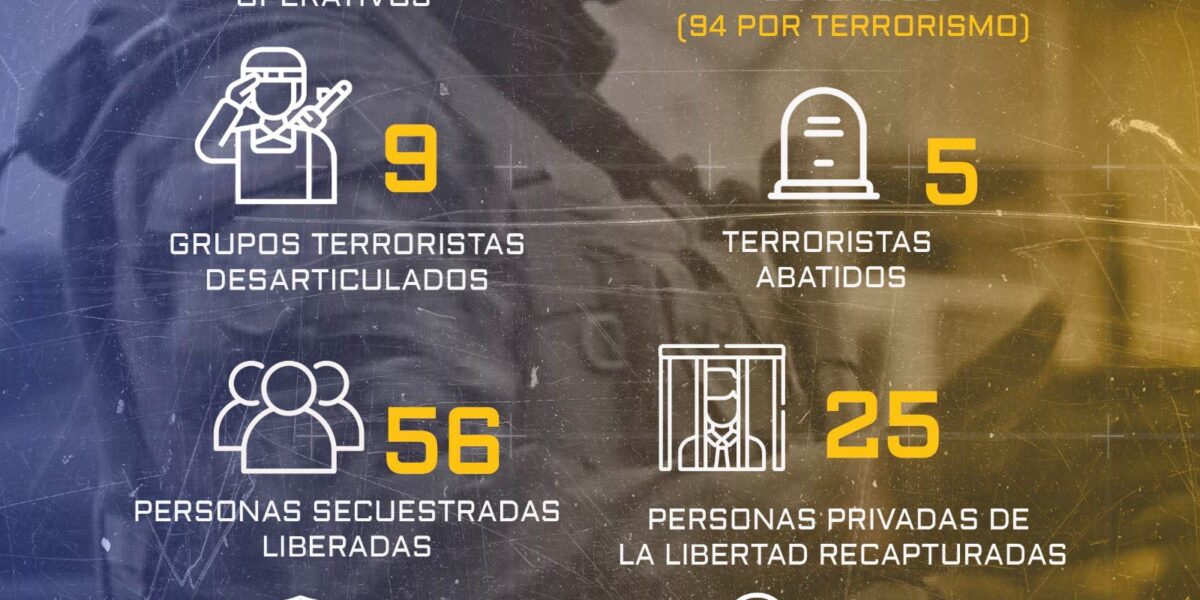 OPERATIVOS
(94 POR TERRORISMO)
9
GRUPOS TERRORISTAS
DESARTICULADOS
5
TERRORISTAS
ABATIDOS
56
PERSONAS SECUESTRADAS
LIBERADAS
25
PERSONAS PRIVADAS DE
LA LIBERTAD RECAPTURADAS